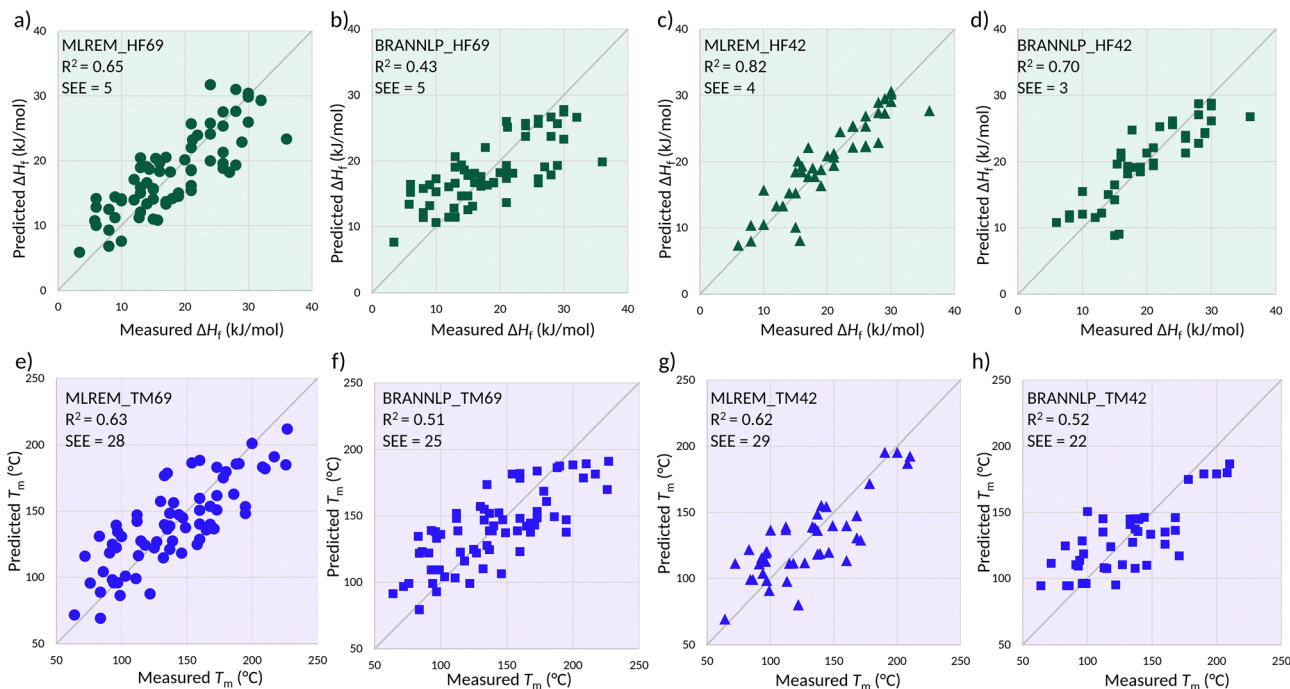 a)
MLREM_HF69
R² = 0.65
SEE = 5
Predicted ΔHf (kJ/mol)
40
30
20
10
0
0 10 20 30 40
Measured ΔHf (kJ/mol)
b)
BRANNLP_HF69
R² = 0.43
SEE = 5
Predicted ΔHf (kJ/mol)
40
30
20
10
0
0 10 20 30 40
Measured ΔHf (kJ/mol)
c)
MLREM_HF42
R² = 0.82
SEE = 4
Predicted ΔHf (kJ/mol)
40
30
20
10
0
0 10 20 30 40
Measured ΔHf (kJ/mol)
d)
BRANNLP_HF42
R² = 0.70
SEE = 3
Predicted ΔHf (kJ/mol)
40
30
20
10
0
0 10 20 30 40
Measured ΔHf (kJ/mol)
e)
MLREM_TM69
R² = 0.63
SEE = 28
Predicted Tm (°C)
250
200
150
100
50
50 100 150 200 250
Measured Tm (°C)
f)
BRANNLP_TM69
R² = 0.51
SEE = 25
Predicted Tm (°C)
250
200
150
100
50
50 100 150 200 250
Measured Tm (°C)
g)
MLREM_TM42
R² = 0.62
SEE = 29
Predicted Tm (°C)
250
200
150
100
50
50 100 150 200 250
Measured Tm (°C)
h)
BRANNLP_TM42
R² = 0.52
SEE = 22
Predicted Tm (°C)
250
200
150
100
50
50 100 150 200 250
Measured Tm (°C)